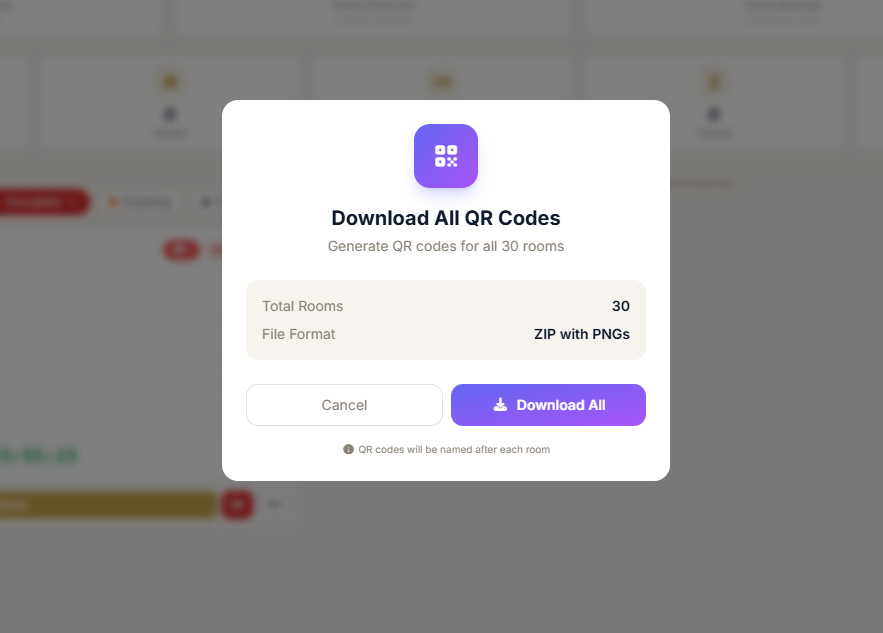 Download All QR Codes
Generate QR codes for all 30 rooms
Total Rooms 30
File Format ZIP with PNGs
Cancel Download All
QR codes will be named after each room